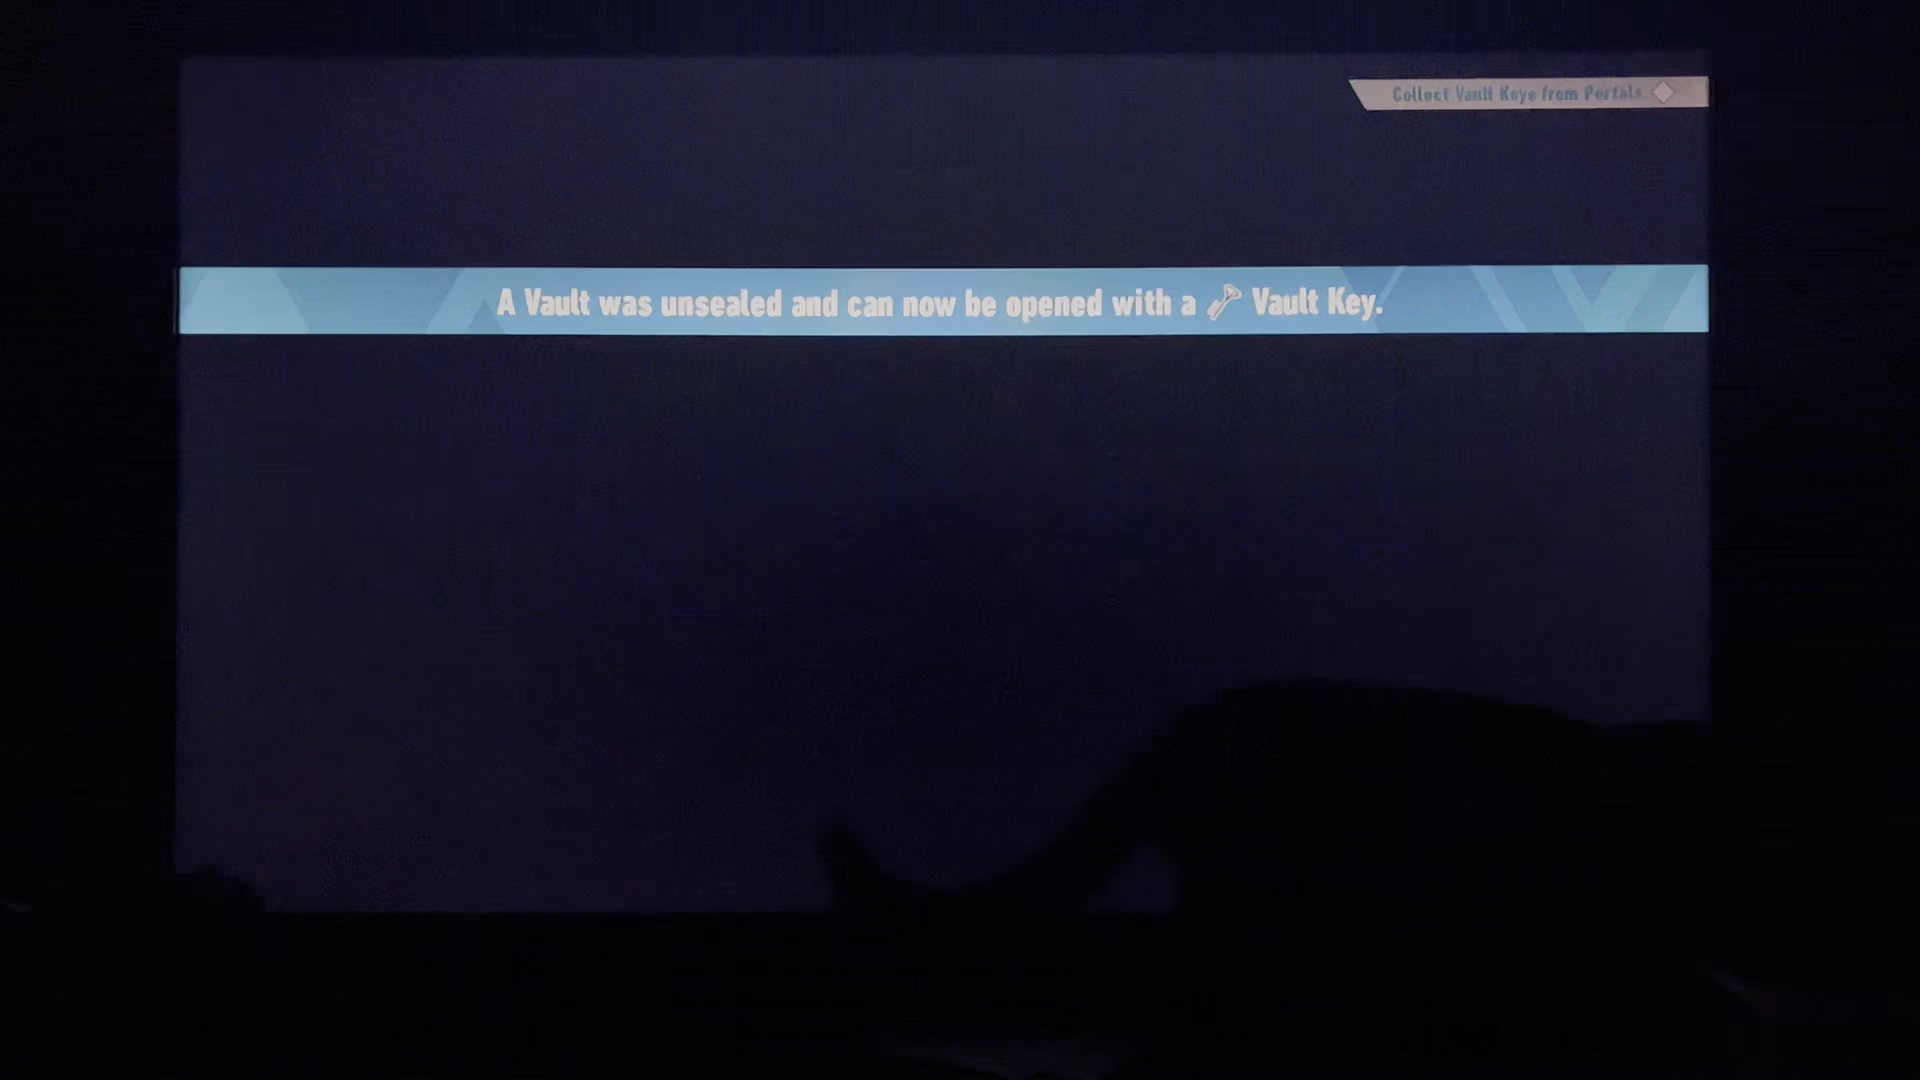 Collect Vault Keys from Portals
A Vault was unsealed and can now be opened with a Vault Key.